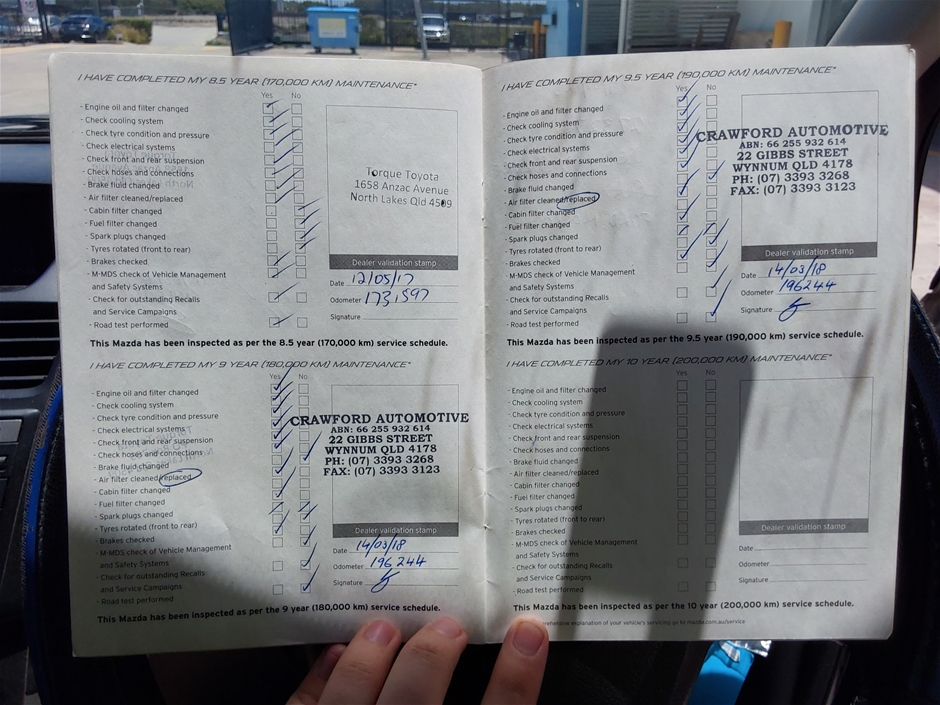 I HAVE COMPLETED MY 8.5 YEAR (170,000 KM) MAINTENANCE*
Yes No
- Engine oil and filter changed
- Check cooling system
- Check tyre condition and pressure
- Check electrical systems
- Check front and rear suspension
- Check hoses and connections
- Brake fluid changed
- Air filter cleaned/replaced
- Cabin filter changed
- Fuel filter changed
- Spark plugs changed
- Tyres rotated (front to rear)
- Brakes checked
- M-MDS check of Vehicle Management
and Safety Systems
- Check for outstanding Recalls
and Service Campaigns
- Road test performed
Torque Toyota
1658 Anzac Avenue
North Lakes Qld 4509
Dealer validation stamp
Date 12/05/17
Odometer 173,597
Signature
This Mazda has been inspected as per the 8.5 year (170,000 km) service schedule.
I HAVE COMPLETED MY 9 YEAR (180,000 KM) MAINTENANCE
Yes No
- Engine oil and filter changed
- Check cooling system
- Check tyre condition and pressure
- Check electrical systems
- Check front and rear suspension
- Check hoses and connections
- Brake fluid changed
- Air filter cleaned/replaced
- Cabin filter changed
- Fuel filter changed
- Spark plugs changed
- Tyres rotated (front to rear)
- Brakes checked
- M-MDS check of Vehicle Management
and Safety Systems
- Check for outstanding Recalls
and Service Campaigns
- Road test performed
CRAWFORD AUTOMOTIVE
ABN: 66 255 932 614
22 GIBBS STREET
WYNNUM QLD 4178
PH: (07) 3393 3268
FAX: (07) 3393 3123
Dealer validation stamp
Date 14/03/18
Odometer 196244
Signature
This Mazda has been inspected as per the 9 year (180,000 km) service schedule.
I HAVE COMPLETED MY 9.5 YEAR (190,000 KM) MAINTENANCE*
Yes No
- Engine oil and filter changed
- Check cooling system
- Check tyre condition and pressure
- Check electrical systems
- Check front and rear suspension
- Check hoses and connections
- Brake fluid changed
- Air filter cleaned/replaced
- Cabin filter changed
- Fuel filter changed
- Spark plugs changed
- Tyres rotated (front to rear)
- Brakes checked
- M-MDS check of Vehicle Management
and Safety Systems
- Check for outstanding Recalls
and Service Campaigns
- Road test performed
CRAWFORD AUTOMOTIVE
ABN: 66 255 932 614
22 GIBBS STREET
WYNNUM QLD 4178
PH: (07) 3393 3268
FAX: (07) 3393 3123
Dealer validation stamp
Date 14/03/18
Odometer 196244
Signature
This Mazda has been inspected as per the 9.5 year (190,000 km) service schedule.
I HAVE COMPLETED MY 10 YEAR (200,000 KM) MAINTENANCE*
Yes No
- Engine oil and filter changed
- Check cooling system
- Check tyre condition and pressure
- Check electrical systems
- Check front and rear suspension
- Check hoses and connections
- Brake fluid changed
- Air filter cleaned/replaced
- Cabin filter changed
- Fuel filter changed
- Spark plugs changed
- Tyres rotated (front to rear)
- Brakes checked
- M-MDS check of Vehicle Management
and Safety Systems
- Check for outstanding Recalls
and Service Campaigns
- Road test performed
Dealer validation stamp
Date
Odometer
Signature
This Mazda has been inspected as per the 10 year (200,000 km) service schedule.
explanation of your vehicle's servicing go to mazda.com.au/service